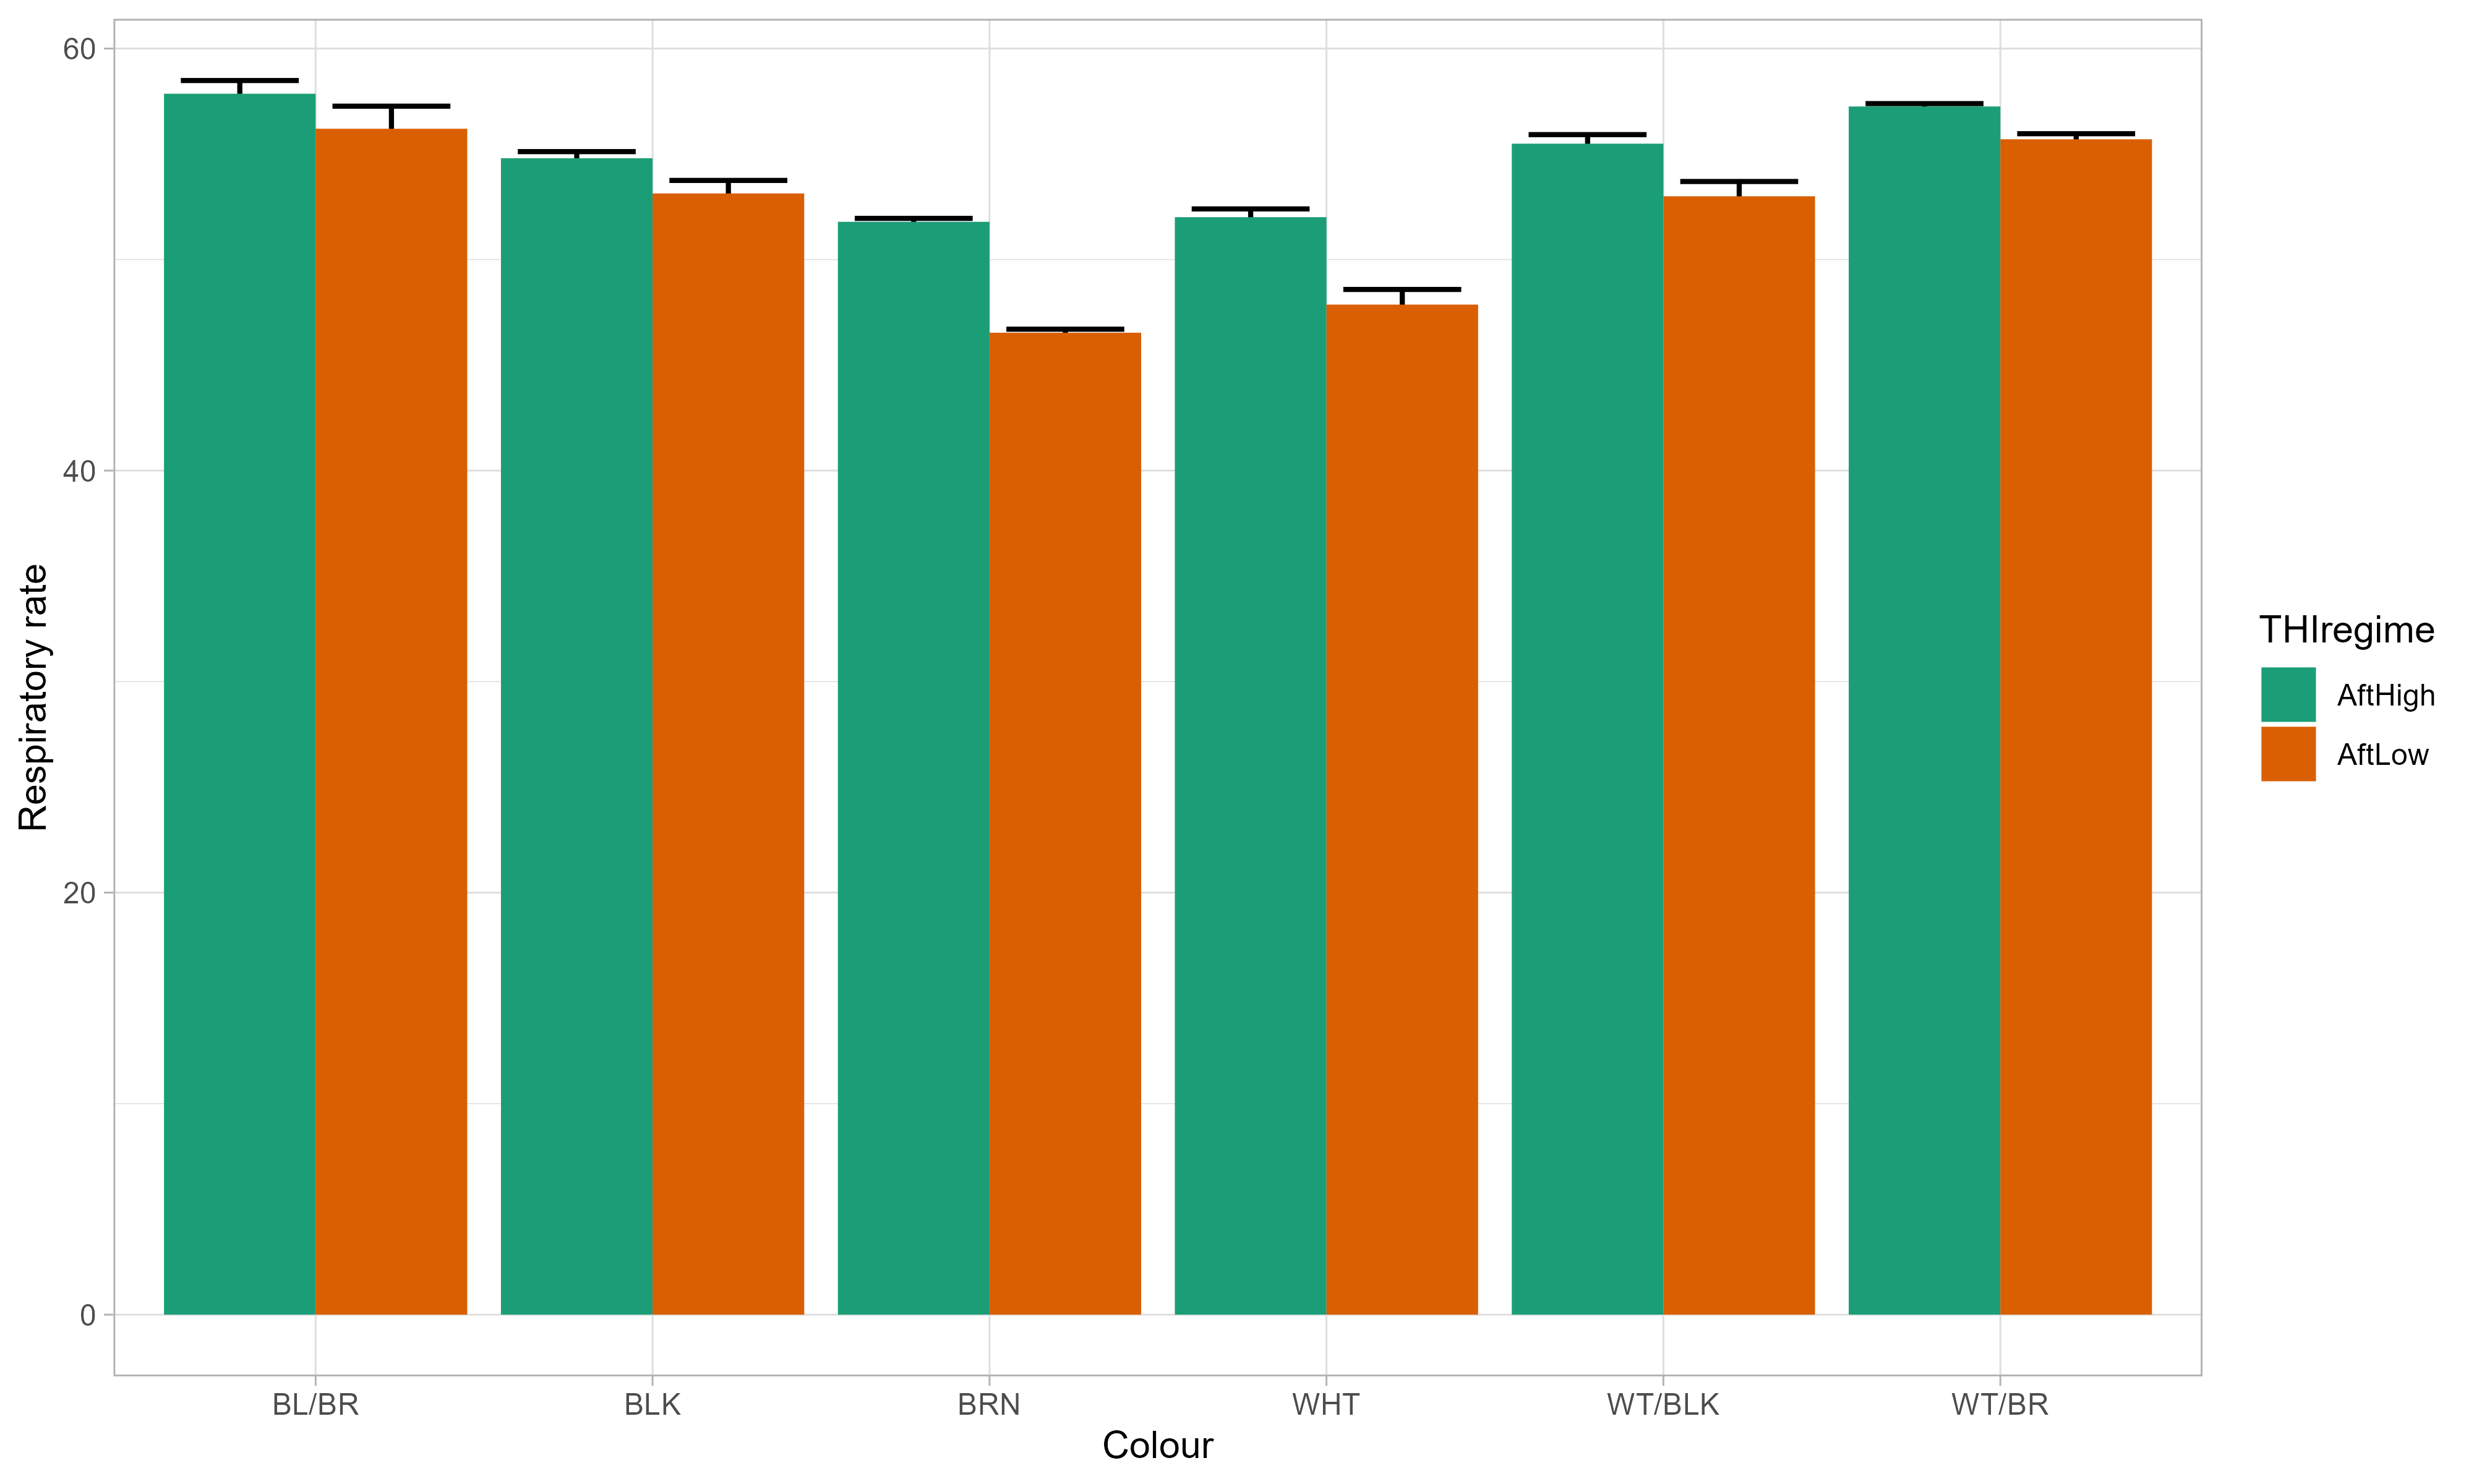 60
40
20
0
Respiratory rate
BL/BR BLK BRN WHT WT/BLK WT/BR
Colour
THIregime
AftHigh
AftLow